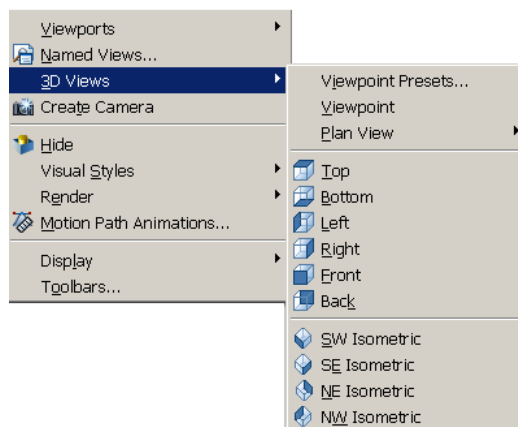 Viewports
Named Views...
3D Views
Create Camera
Hide
Visual Styles
Render
Motion Path Animations...
Display
Toolbars...
Viewpoint Presets...
Viewpoint
Plan View
Top
Bottom
Left
Right
Front
Back
SW Isometric
SE Isometric
NE Isometric
NW Isometric